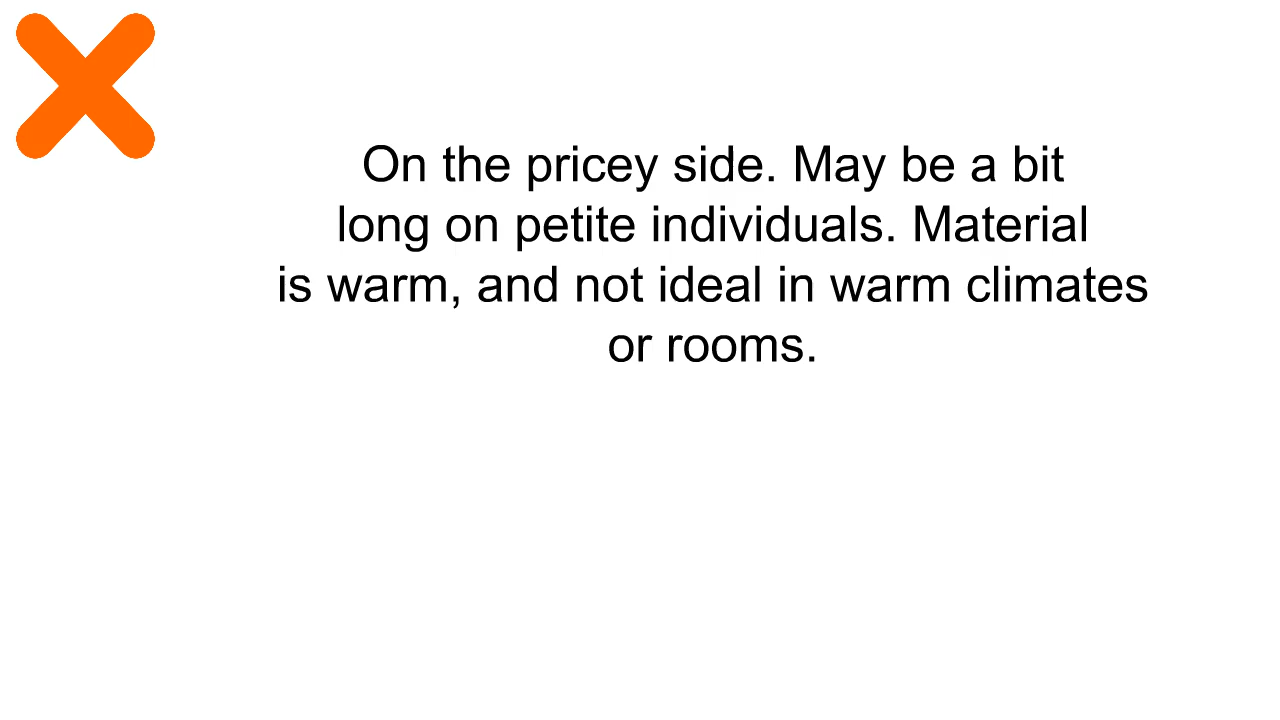 On the pricey side. May be a bit
long on petite individuals. Material
is warm, and not ideal in warm climates
or rooms.